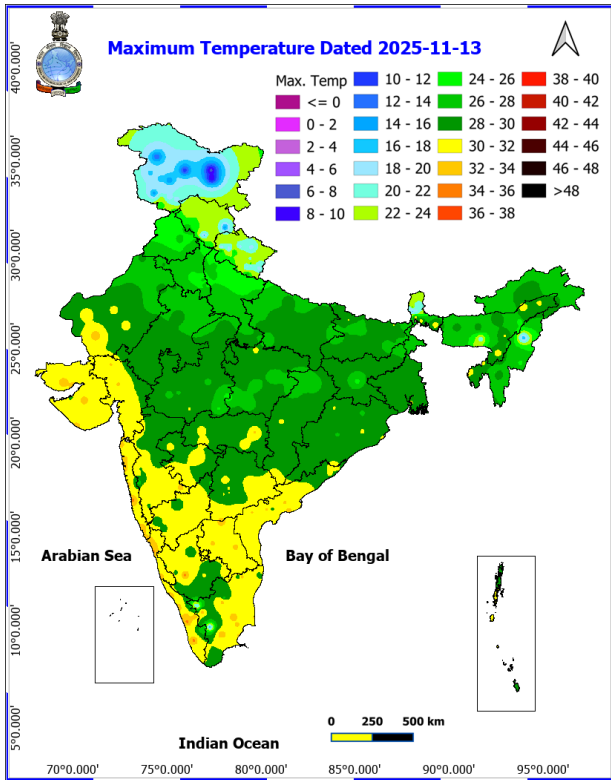 Maximum Temperature Dated 2025-11-13
Max. Temp
<= 0
0 - 2
2 - 4
4 - 6
6 - 8
8 - 10
10 - 12
12 - 14
14 - 16
16 - 18
18 - 20
20 - 22
22 - 24
24 - 26
26 - 28
28 - 30
30 - 32
32 - 34
34 - 36
36 - 38
38 - 40
40 - 42
42 - 44
44 - 46
46 - 48
>48
40°0.000'
35°0.000'
30°0.000'
25°0.000'
20°0.000'
15°0.000'
10°0.000'
5°0.000'
Arabian Sea
Bay of Bengal
Indian Ocean
0 250 500 km
70°0.000' 75°0.000' 80°0.000' 85°0.000' 90°0.000' 95°0.000'